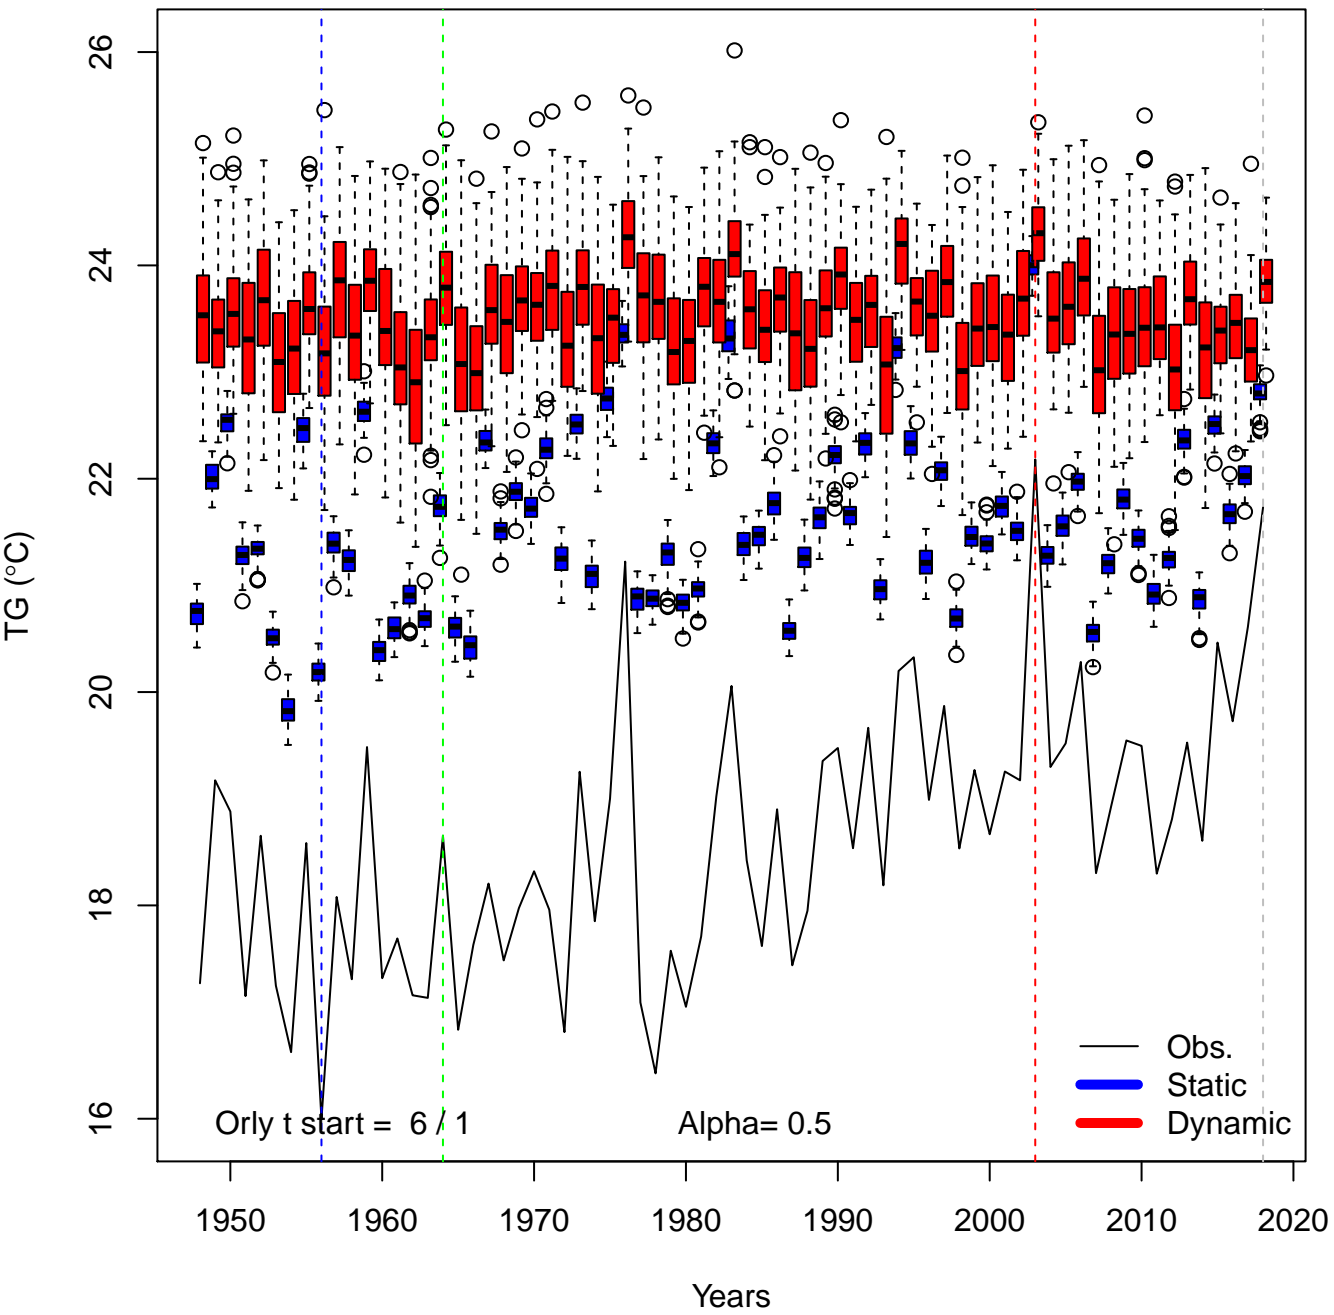 26
24
22
20
18
16
TG (°C)
Obs.
Static
Dynamic
Orly t start = 6 / 1
Alpha= 0.5
1950 1960 1970 1980 1990 2000 2010 2020
Years